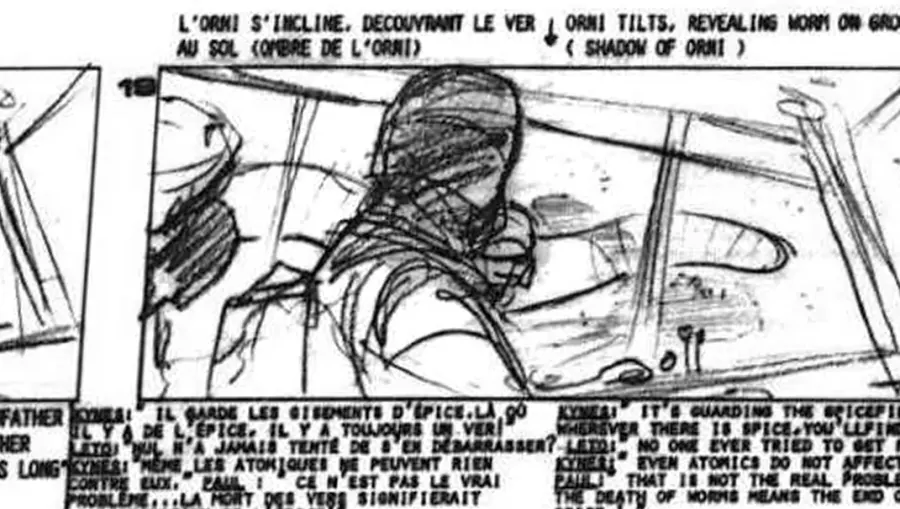 L'ORNI S'INCLINE, DECOUVRANT LE VER
AU SOL (OMBRE DE L'ORNI)
ORNI TILTS, REVEALING WORM ON GRO
( SHADOW OF ORNI )
19
FATHER
HER
S LONG"
KYNES:" IL GARDE LES GISEMENTS D'ÉPICE.LÀ OÙ
IL Y A DE L'ÉPICE, IL Y A TOUJOURS UN VER!"
LETO:" NUL N'A JAMAIS TENTÉ DE S'EN DÉBARRASSER?
KYNES:"MÊME LES ATOMIQUES NE PEUVENT RIEN
CONTRE EUX." PAUL : " CE N'EST PAS LE VRAI
PROBLÈME...LA MORT DES VERS SIGNIFIERAIT
KYNES:" IT'S GUARDING THE SPICEFI
WHEREVER THERE IS SPICE,YOU'LLFIN
LETO:" NO ONE EVER TRIED TO GET
KYNES:" EVEN ATOMICS DO NOT AFFECT
PAUL:" THAT IS NOT THE REAL PROBLE
THE DEATH OF WORMS MEANS THE END O